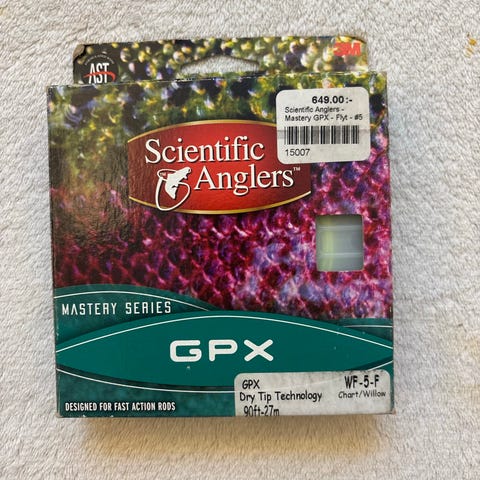 AST
3M
649.00:-
Scientific Anglers -
Mastery GPX - Flyt - #5
15007
Scientific
Anglers™
MASTERY SERIES
GPX
GPX
Dry Tip Technology
90ft-27m
WF-5-F
Chart/Willow
DESIGNED FOR FAST ACTION RODS